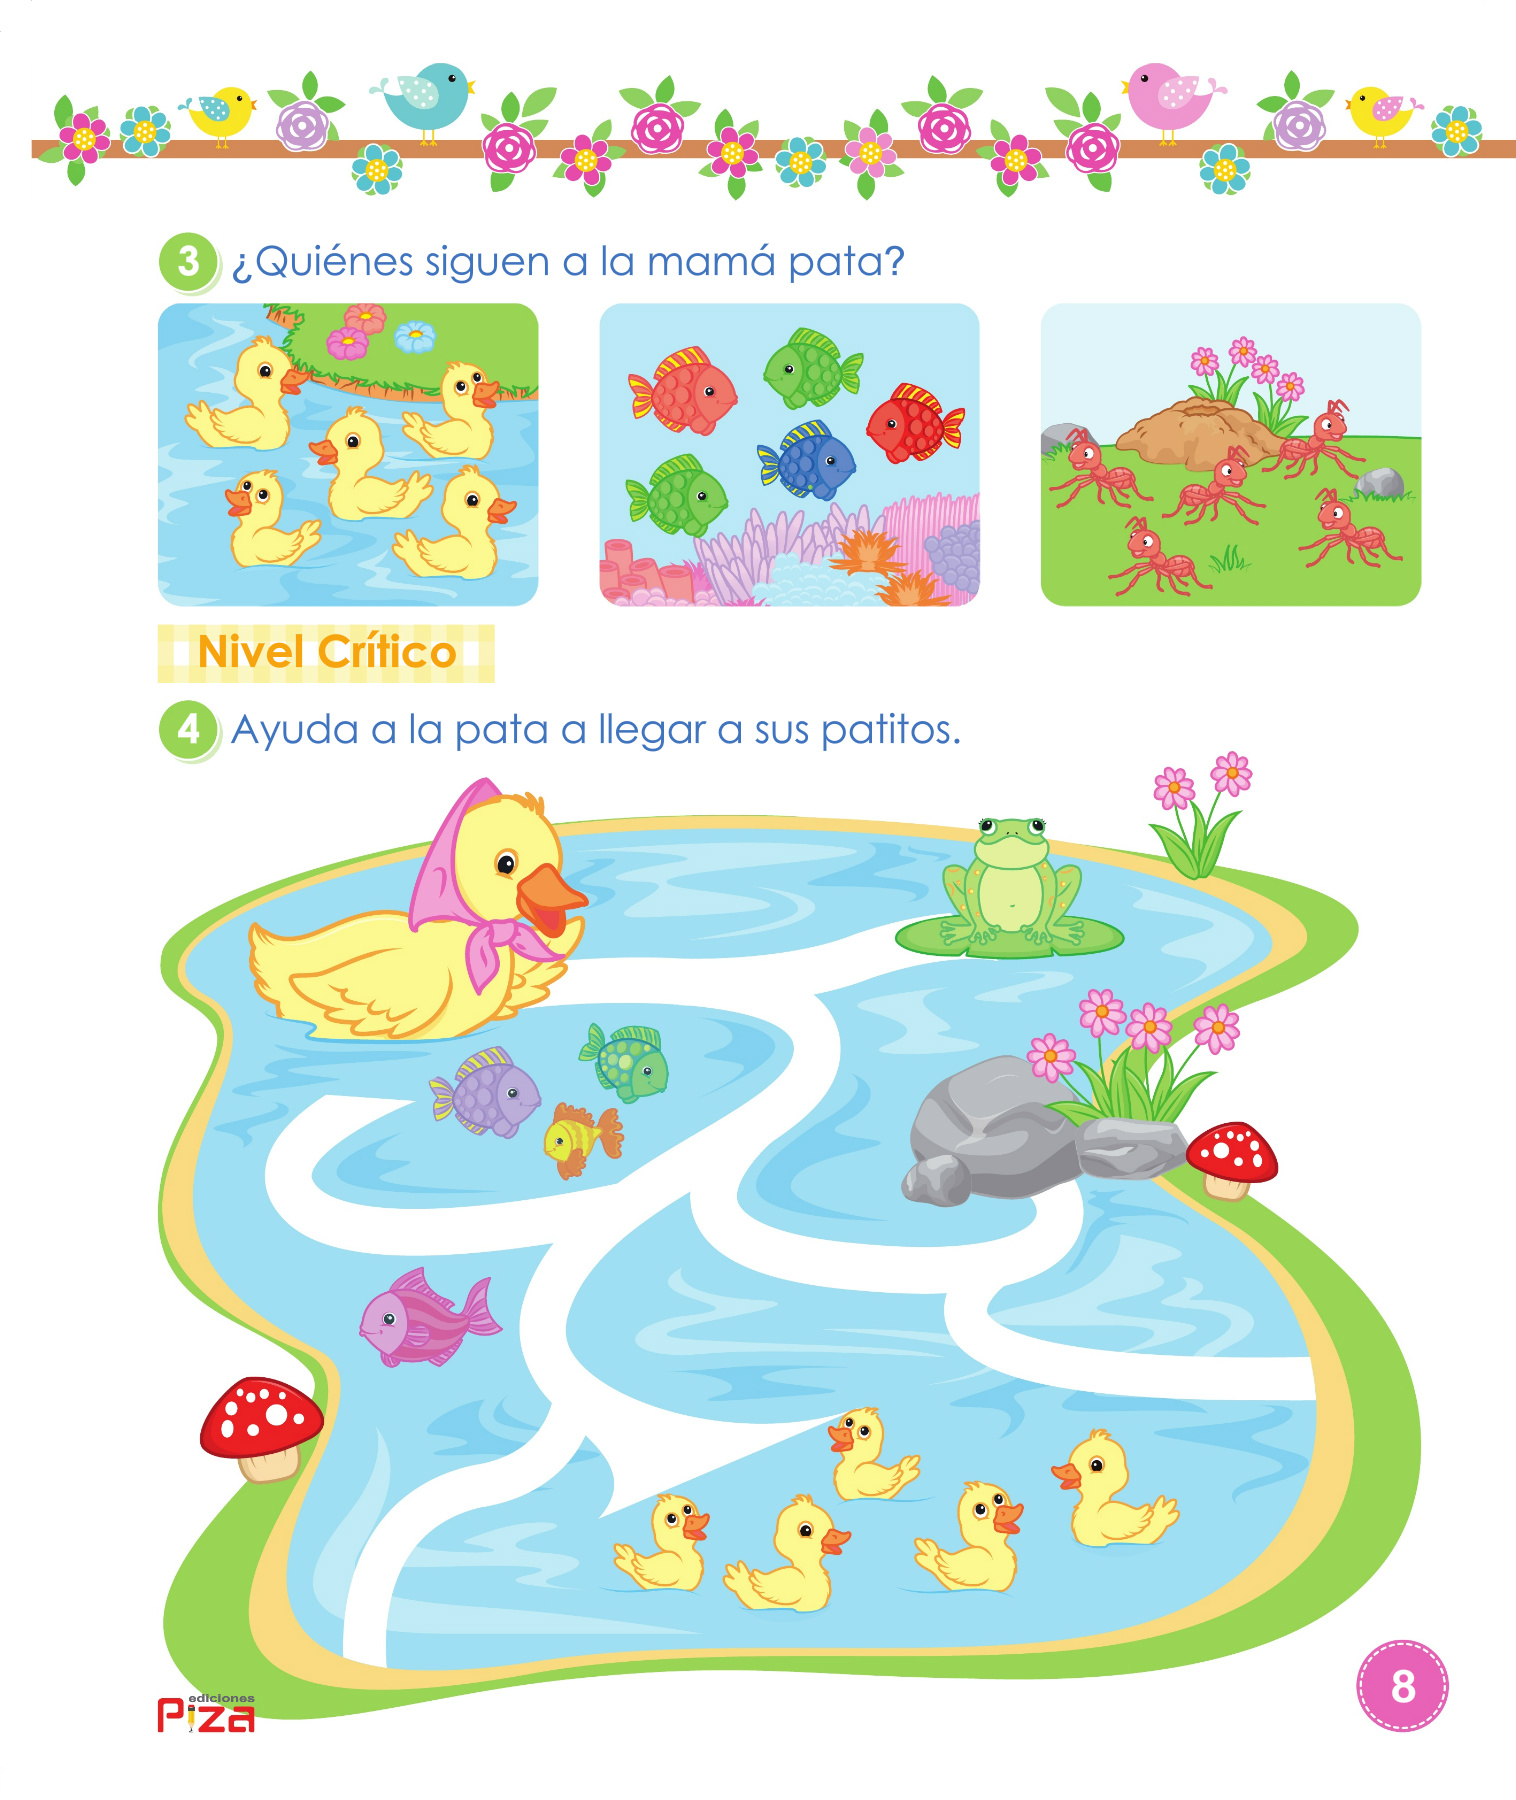 3 ¿Quiénes siguen a la mamá pata?
Nivel Crítico
4 Ayuda a la pata a llegar a sus patitos.
ediciones
Piza
8